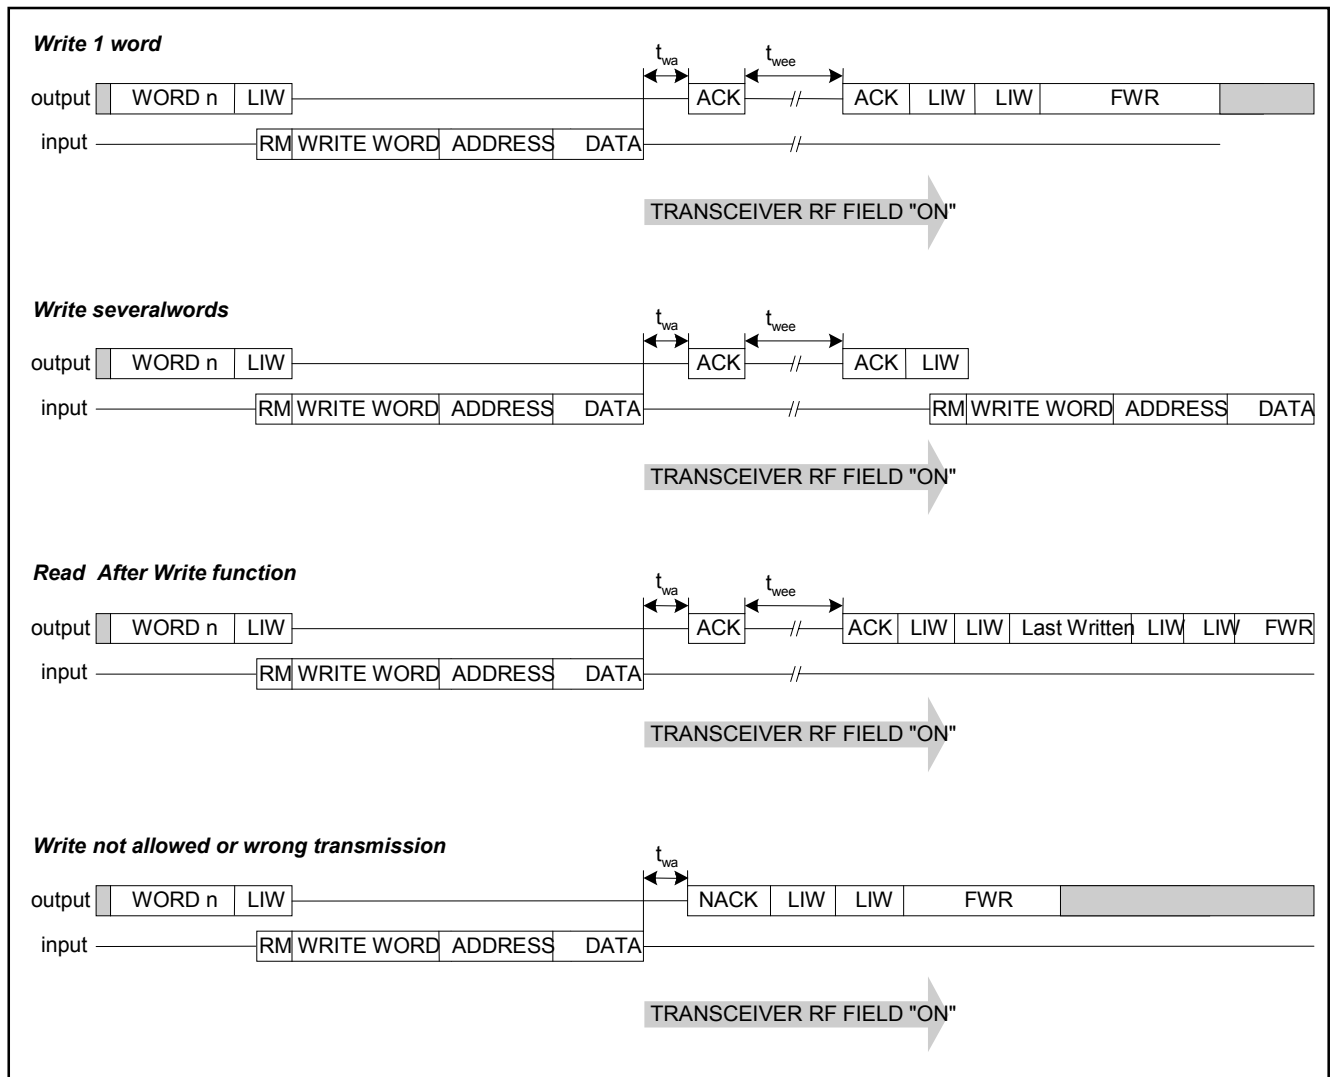 Write 1 word
t_wa t_wee
output WORD n LIW ACK ACK LIW LIW FWR
input RM WRITE WORD ADDRESS DATA
TRANSCEIVER RF FIELD "ON"
Write severalwords
t_wa t_wee
output WORD n LIW ACK ACK LIW
input RM WRITE WORD ADDRESS DATA RM WRITE WORD ADDRESS DATA
TRANSCEIVER RF FIELD "ON"
Read After Write function
t_wa t_wee
output WORD n LIW ACK ACK LIW LIW Last Written LIW LIW FWR
input RM WRITE WORD ADDRESS DATA
TRANSCEIVER RF FIELD "ON"
Write not allowed or wrong transmission
t_wa
output WORD n LIW NACK LIW LIW FWR
input RM WRITE WORD ADDRESS DATA
TRANSCEIVER RF FIELD "ON"